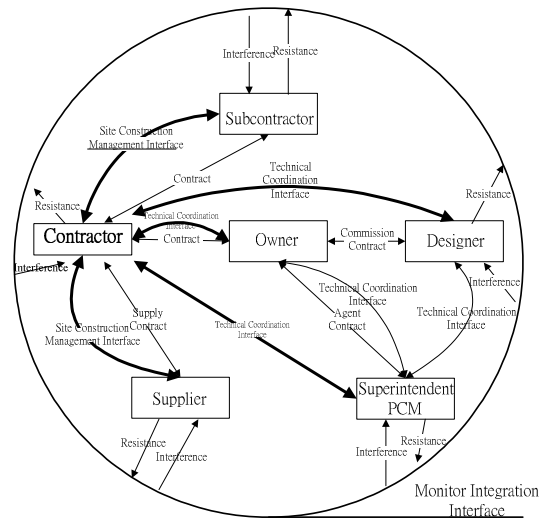 Interference
Resistance
Subcontractor
Site Construction
Management Interface
Contract
Technical
Coordination
Interface
Resistance
Resistance
Technical Coordination
Interface
Contractor
Contract
Owner
Commission
Contract
Designer
Interference
Interference
Technical Coordination
Interface
Agent
Contract
Technical Coordination
Interface
Supply
Contract
Site Construction
Management Interface
Technical Coordination
Interface
Supplier
Superintendent
PCM
Resistance
Interference
Resistance
Interference
Monitor Integration
Interface